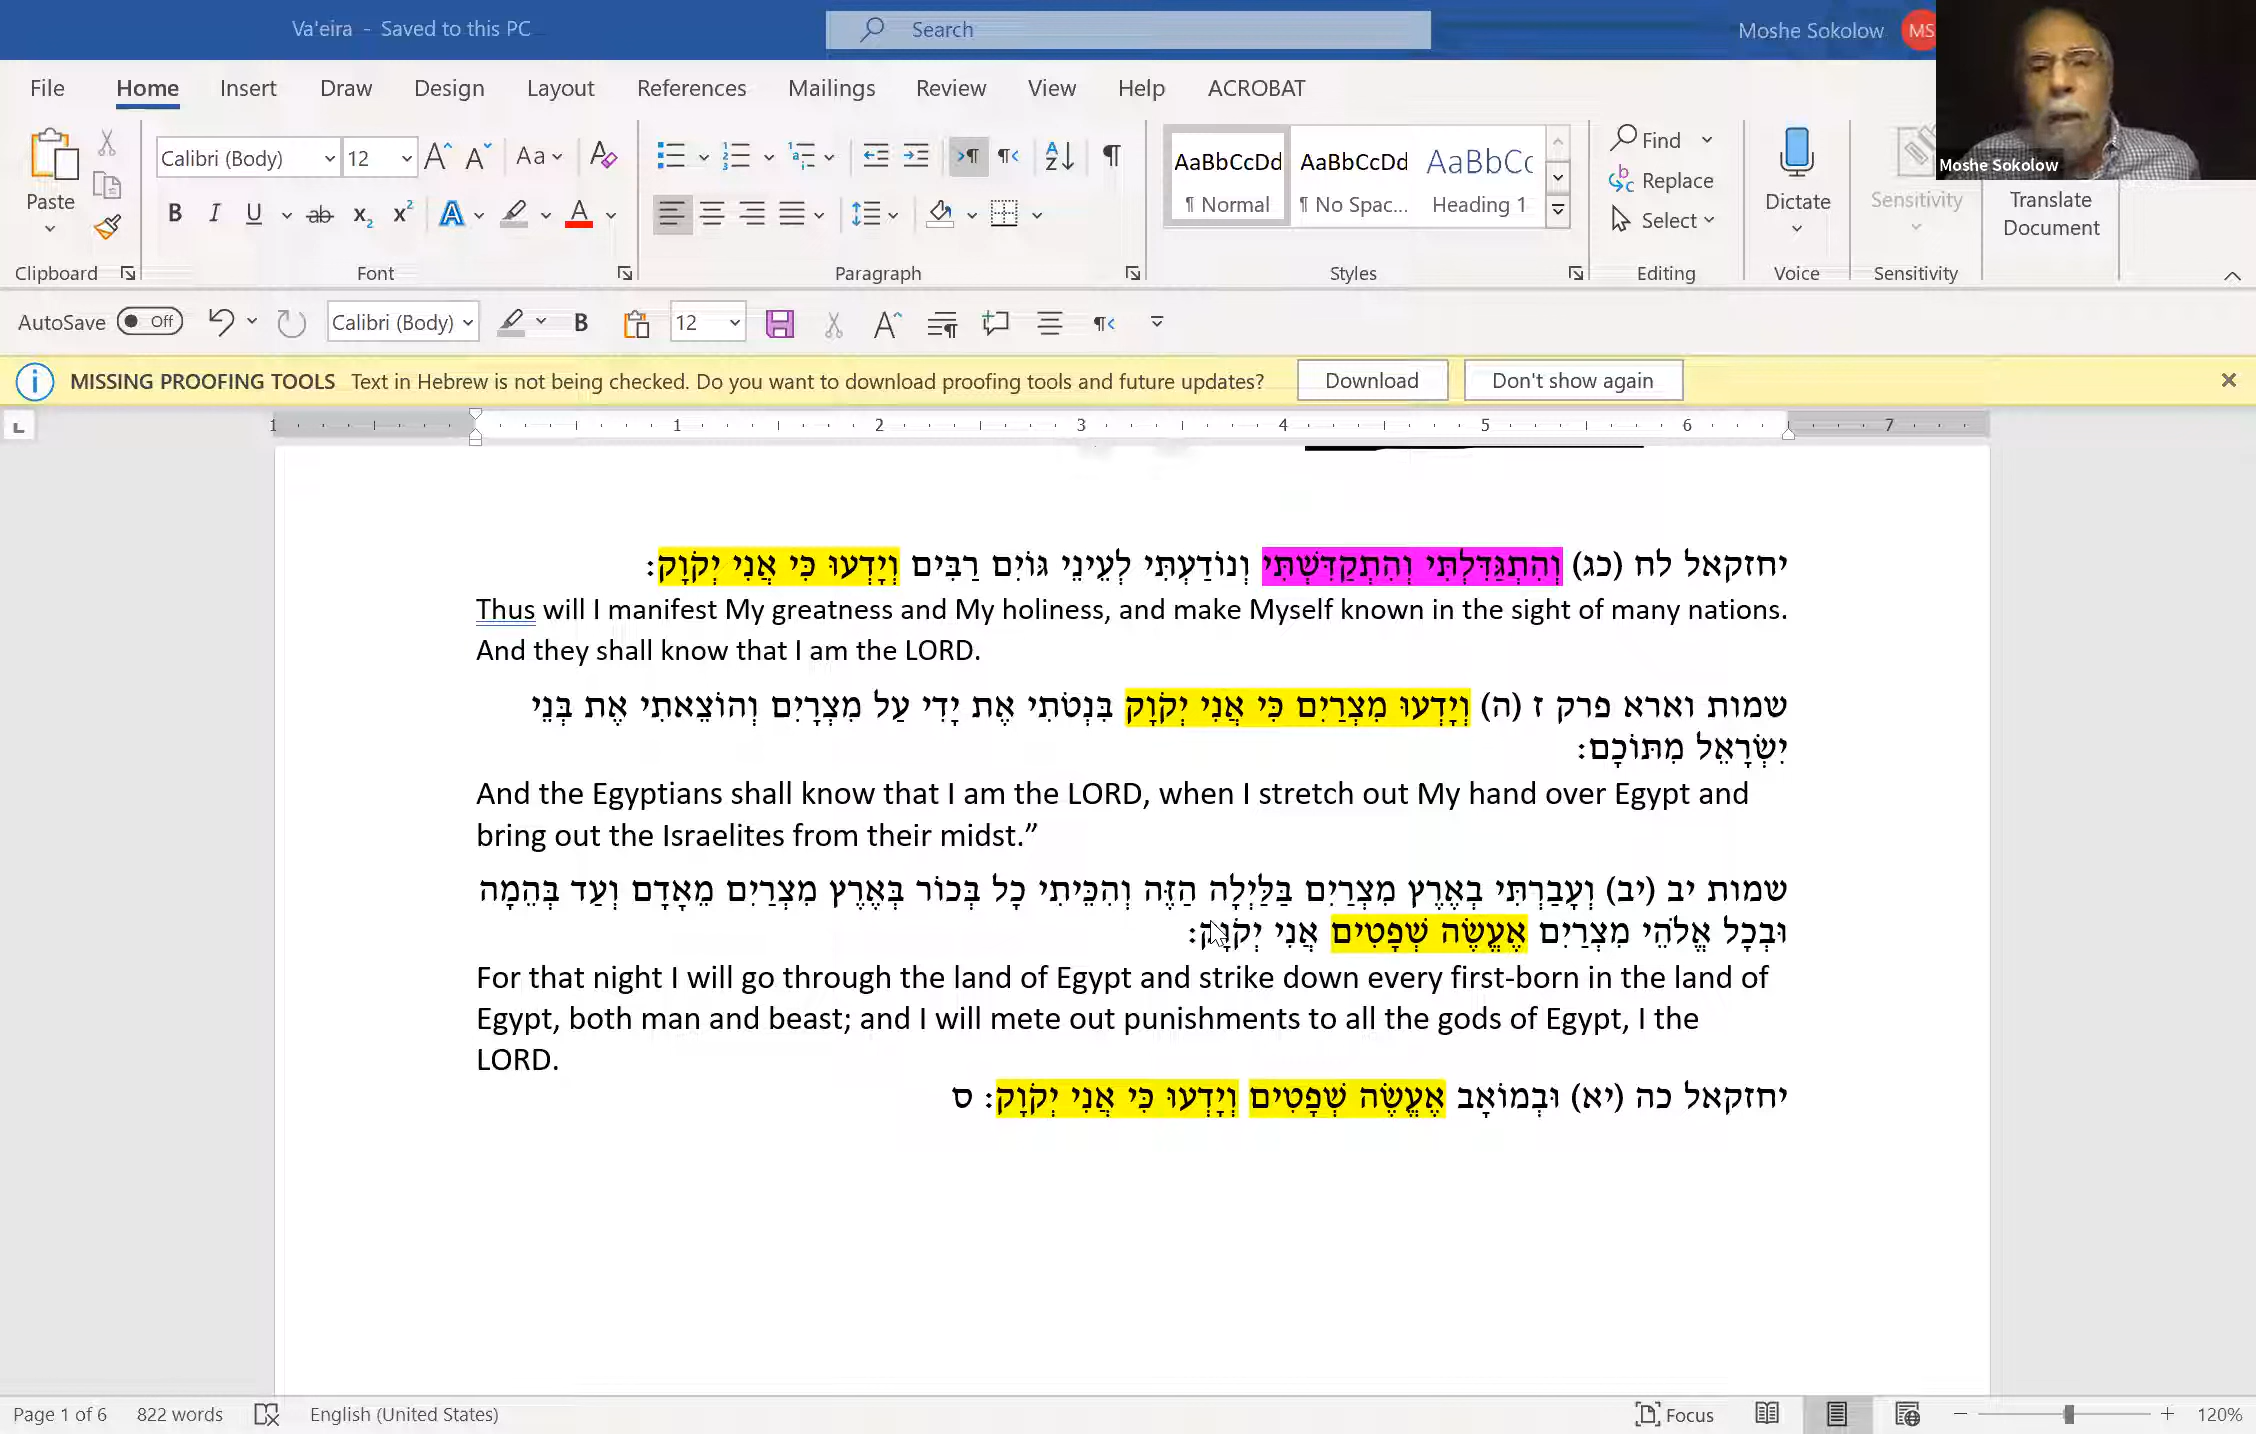 Va'eira - Saved to this PC
Search
Moshe Sokolow MS
File Home Insert Draw Design Layout References Mailings Review View Help ACROBAT
Moshe Sokolow
Paste
Calibri (Body) 12
Aa
AaBbCcDd AaBbCcDd AaBbCc
¶ Normal ¶ No Spac... Heading 1
Find
Replace
Select
Dictate
Sensitivity
Translate
Document
Clipboard Font Paragraph Styles Editing Voice Sensitivity
AutoSave Off Calibri (Body) B 12
MISSING PROOFING TOOLS Text in Hebrew is not being checked. Do you want to download proofing tools and future updates? Download Don't show again
1 1 2 3 4 5 6 7
יחזקאל לח (כג) וְהִתְגַּדִּלְתִּי וְהִתְקַדִּשְׁתִּי וְנוֹדַעְתִּי לְעֵינֵי גּוֹיִם רַבִּים וְיָדְעוּ כִּי אֲנִי יְקֹוָק:
Thus will I manifest My greatness and My holiness, and make Myself known in the sight of many nations.
And they shall know that I am the LORD.
שמות וארא פרק ז (ה) וְיָדְעוּ מִצְרַיִם כִּי אֲנִי יְקֹוָק בִּנְטֹתִי אֶת יָדִי עַל מִצְרָיִם וְהוֹצֵאתִי אֶת בְּנֵי
יִשְׂרָאֵל מִתּוֹכָם:
And the Egyptians shall know that I am the LORD, when I stretch out My hand over Egypt and
bring out the Israelites from their midst.”
שמות יב (יב) וְעָבַרְתִּי בְאֶרֶץ מִצְרַיִם בַּלַּיְלָה הַזֶּה וְהִכֵּיתִי כָל בְּכוֹר בְּאֶרֶץ מִצְרַיִם מֵאָדָם וְעַד בְּהֵמָה
וּבְכָל אֱלֹהֵי מִצְרַיִם אֶעֱשֶׂה שְׁפָטִים אֲנִי יְקֹוָק:
For that night I will go through the land of Egypt and strike down every first-born in the land of
Egypt, both man and beast; and I will mete out punishments to all the gods of Egypt, I the
LORD.
יחזקאל כה (יא) וּבְמוֹאָב אֶעֱשֶׂה שְׁפָטִים וְיָדְעוּ כִּי אֲנִי יְקֹוָק: ס
Page 1 of 6 822 words English (United States) Focus 120%